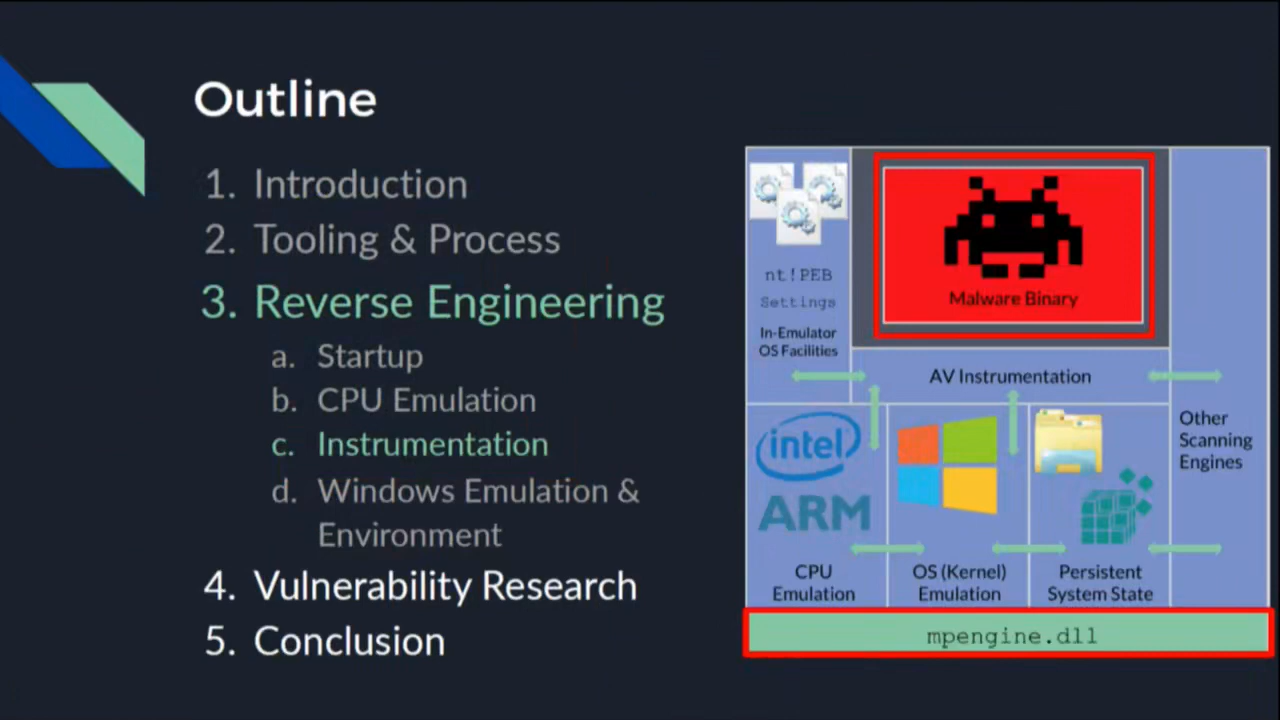 Outline
1. Introduction
2. Tooling & Process
3. Reverse Engineering
a. Startup
b. CPU Emulation
c. Instrumentation
d. Windows Emulation &
Environment
4. Vulnerability Research
5. Conclusion
nt!PEB
Settings
In-Emulator
OS Facilities
Malware Binary
AV Instrumentation
Other
Scanning
Engines
intel
ARM
CPU
Emulation
OS (Kernel)
Emulation
Persistent
System State
mpengine.dll